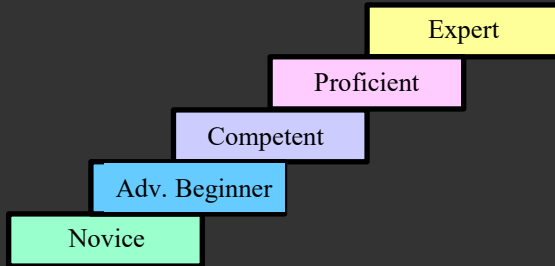 Expert
Proficient
Competent
Adv. Beginner
Novice